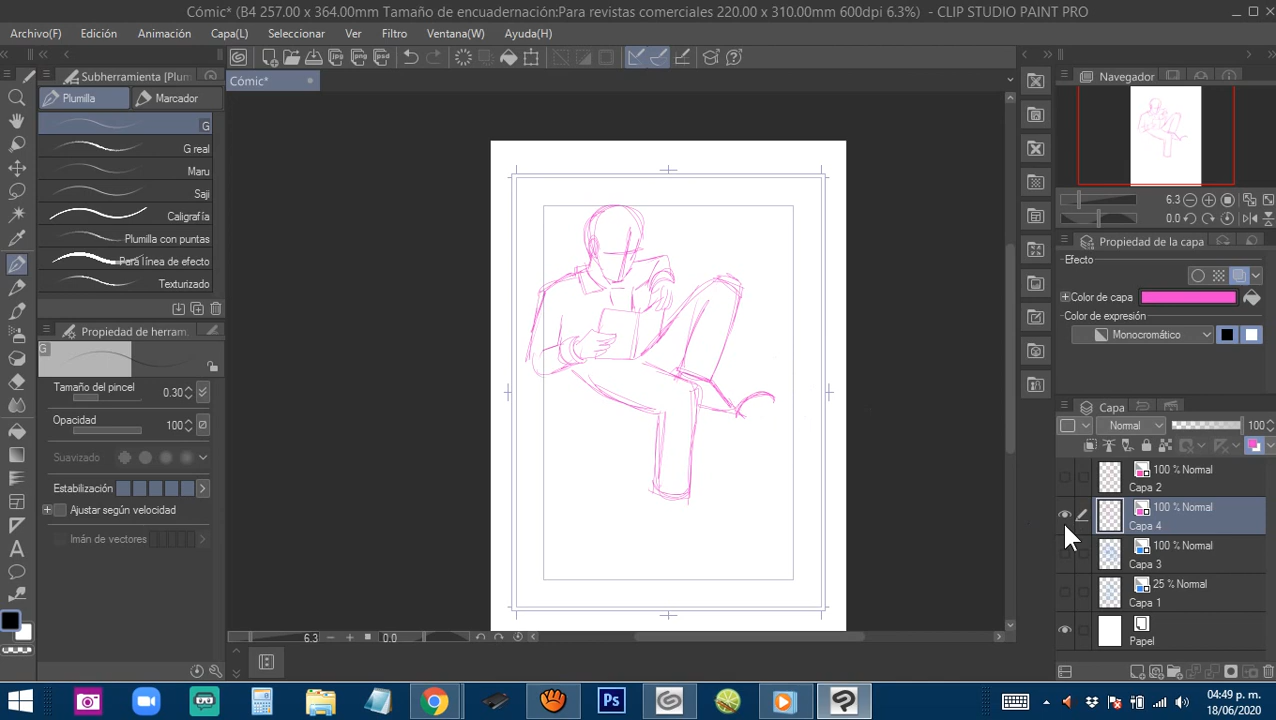 Cómic* (B4 257.00 x 364.00mm Tamaño de encuadernación:Para revistas comerciales 220.00 x 310.00mm 600dpi 6.3%) - CLIP STUDIO PAINT PRO
Archivo(F) Edición Animación Capa(L) Seleccionar Ver Filtro Ventana(W) Ayuda(H)
Subherramienta [Plum
Cómic*
Navegador
Plumilla Marcador
G
G real
Maru
Saji
Caligrafía
Plumilla con puntas
Para línea de efecto
Texturizado
6.3
0.0
Propiedad de la capa
Efecto
Color de capa
Color de expresión
Monocromático
Propiedad de herram
G
Tamaño del pincel 0.30
Opacidad 100
Suavizado
Estabilización
Ajustar según velocidad
Imán de vectores
Capa
Normal 100
100 % Normal
Capa 2
100 % Normal
Capa 4
100 % Normal
Capa 3
25 % Normal
Capa 1
Papel
6.3 0.0
Ps
04:49 p. m.
18/06/2020